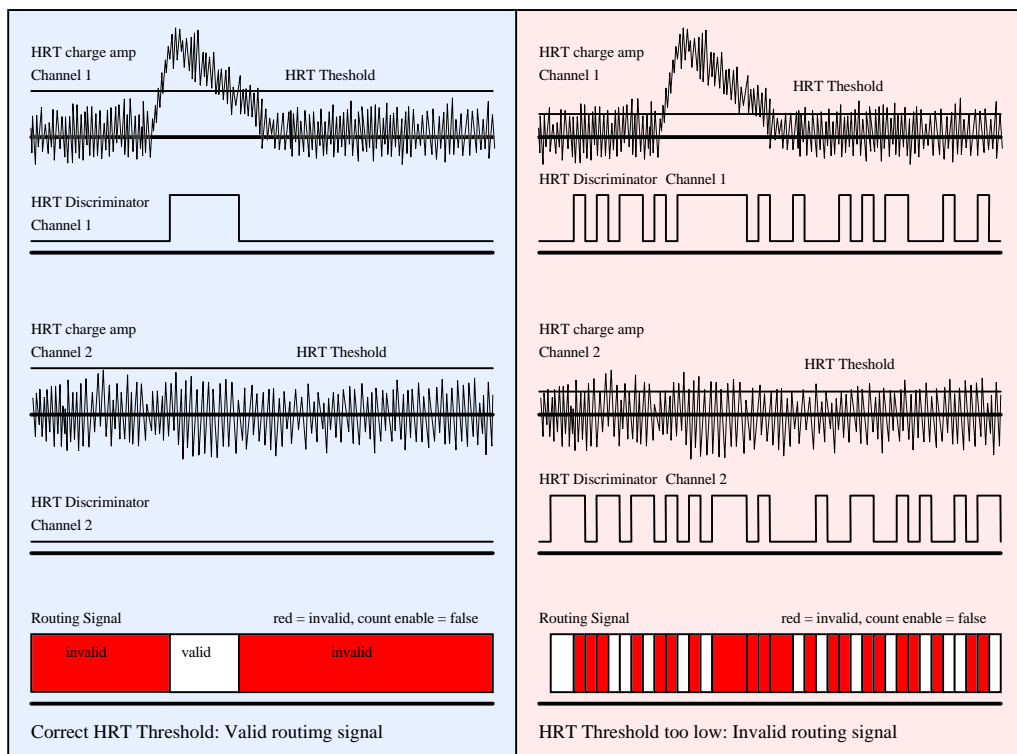 HRT charge amp
Channel 1
HRT Theshold
HRT Discriminator
Channel 1
HRT charge amp
Channel 2
HRT Theshold
HRT Discriminator
Channel 2
Routing Signal
red = invalid, count enable = false
invalid
valid
invalid
Correct HRT Threshold: Valid routimg signal
HRT charge amp
Channel 1
HRT Theshold
HRT Discriminator Channel 1
HRT charge amp
Channel 2
HRT Threshold
HRT Discriminator Channel 2
Routing Signal
red = invalid, count enable = false
HRT Threshold too low: Invalid routing signal